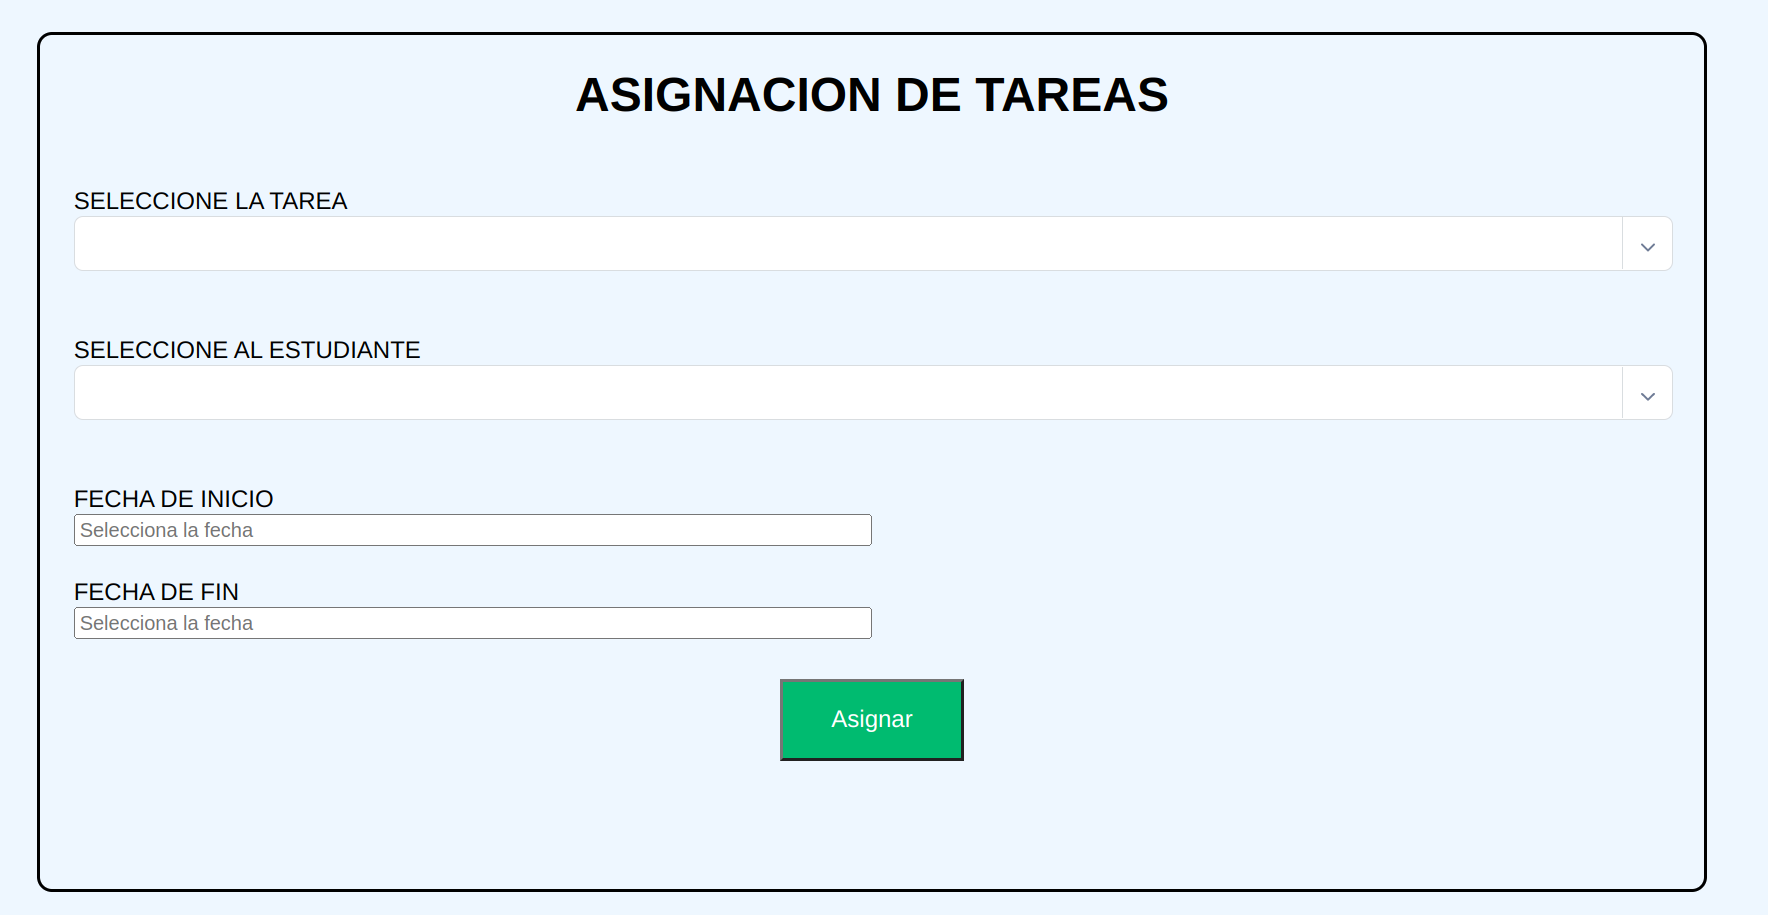 ASIGNACION DE TAREAS
SELECCIONE LA TAREA
SELECCIONE AL ESTUDIANTE
FECHA DE INICIO
Selecciona la fecha
FECHA DE FIN
Selecciona la fecha
Asignar